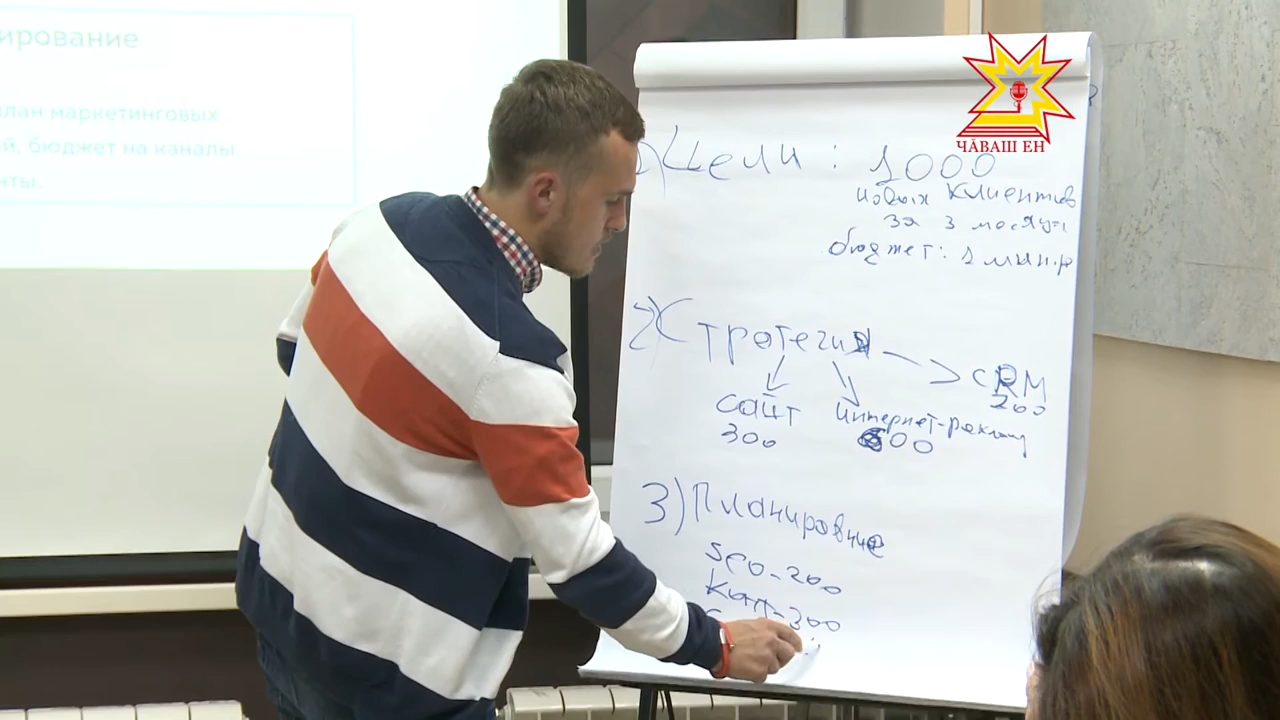 ирование
план маркетинговых
й, бюджет на каналы
нты.
ЧӐВАШ ЕН
1) Цели : 1000
новых клиентов
за 3 месяца
бюджет: 1 млн.р
2) Стратегия → CRM
200
сайт интернет-реклама
300 500
3) Планирование
Seo - 200
Конт - 300